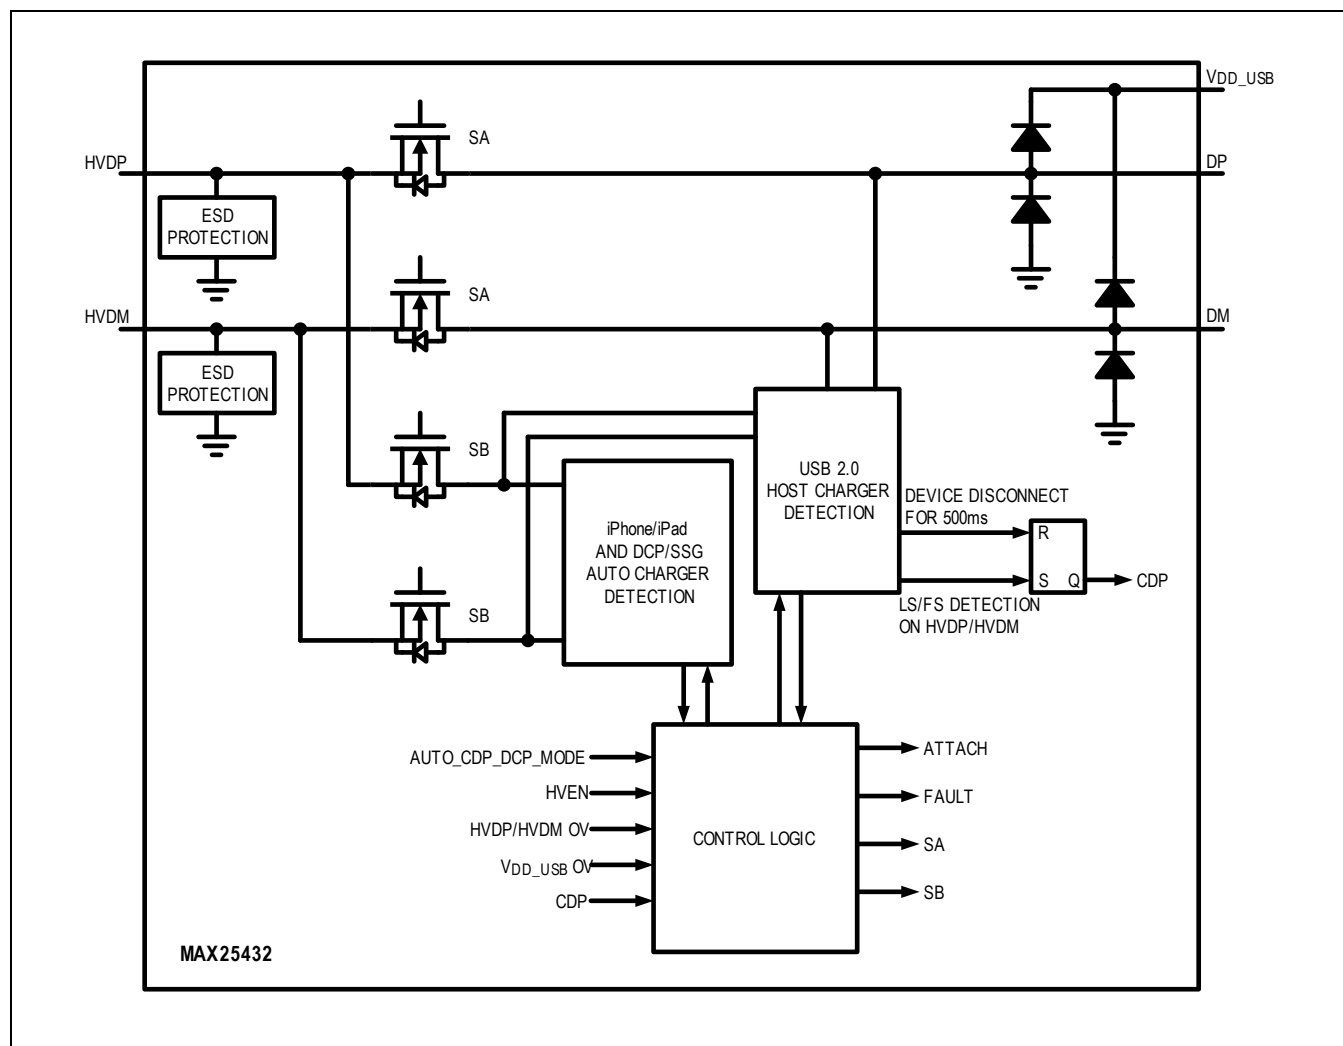 VDD_USB
SA
HVDP
DP
ESD
PROTECTION
SA
HVDM
DM
ESD
PROTECTION
SB
USB 2.0
HOST CHARGER
DETECTION
DEVICE DISCONNECT
FOR 500ms
iPhone/iPad
AND DCP/SSG
AUTO CHARGER
DETECTION
R
S Q
CDP
LS/FS DETECTION
ON HVDP/HVDM
SB
AUTO_CDP_DCP_MODE
HVEN
HVDP/HVDM OV
VDD_USB OV
CDP
CONTROL LOGIC
ATTACH
FAULT
SA
SB
MAX25432